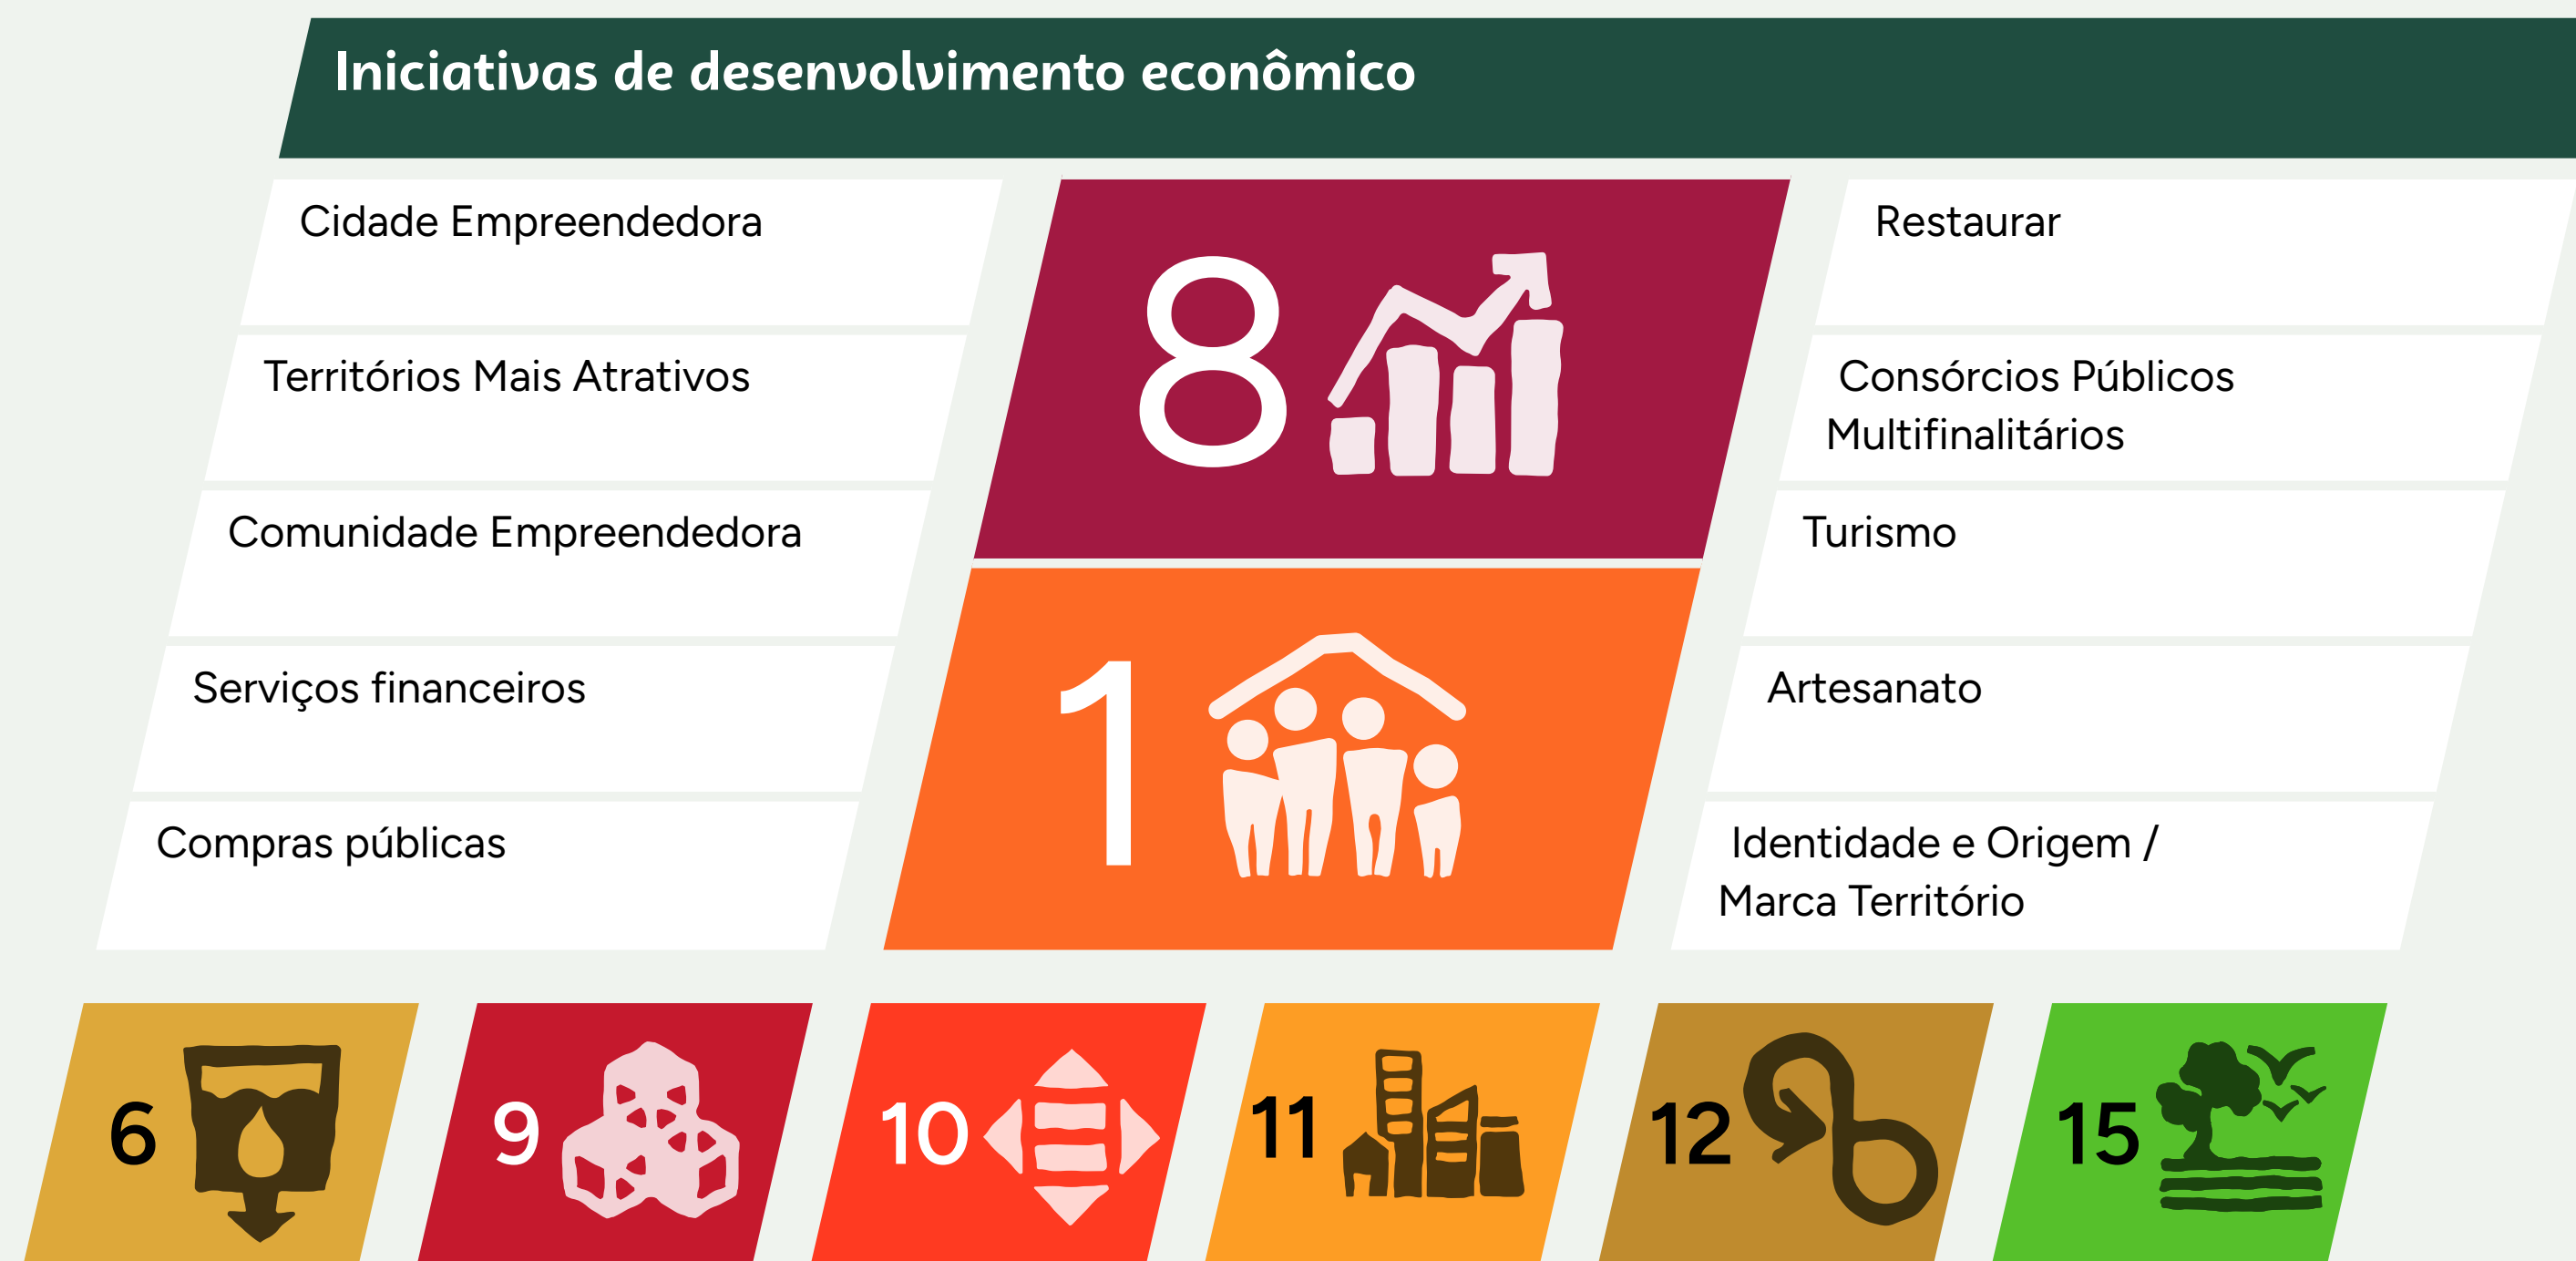 Iniciativas de desenvolvimento econômico
Cidade Empreendedora
Territórios Mais Atrativos
Comunidade Empreendedora
Serviços financeiros
Compras públicas
8
1
Restaurar
Consórcios Públicos
Multifinalitários
Turismo
Artesanato
Identidade e Origem /
Marca Território
6
9
10
11
12
15